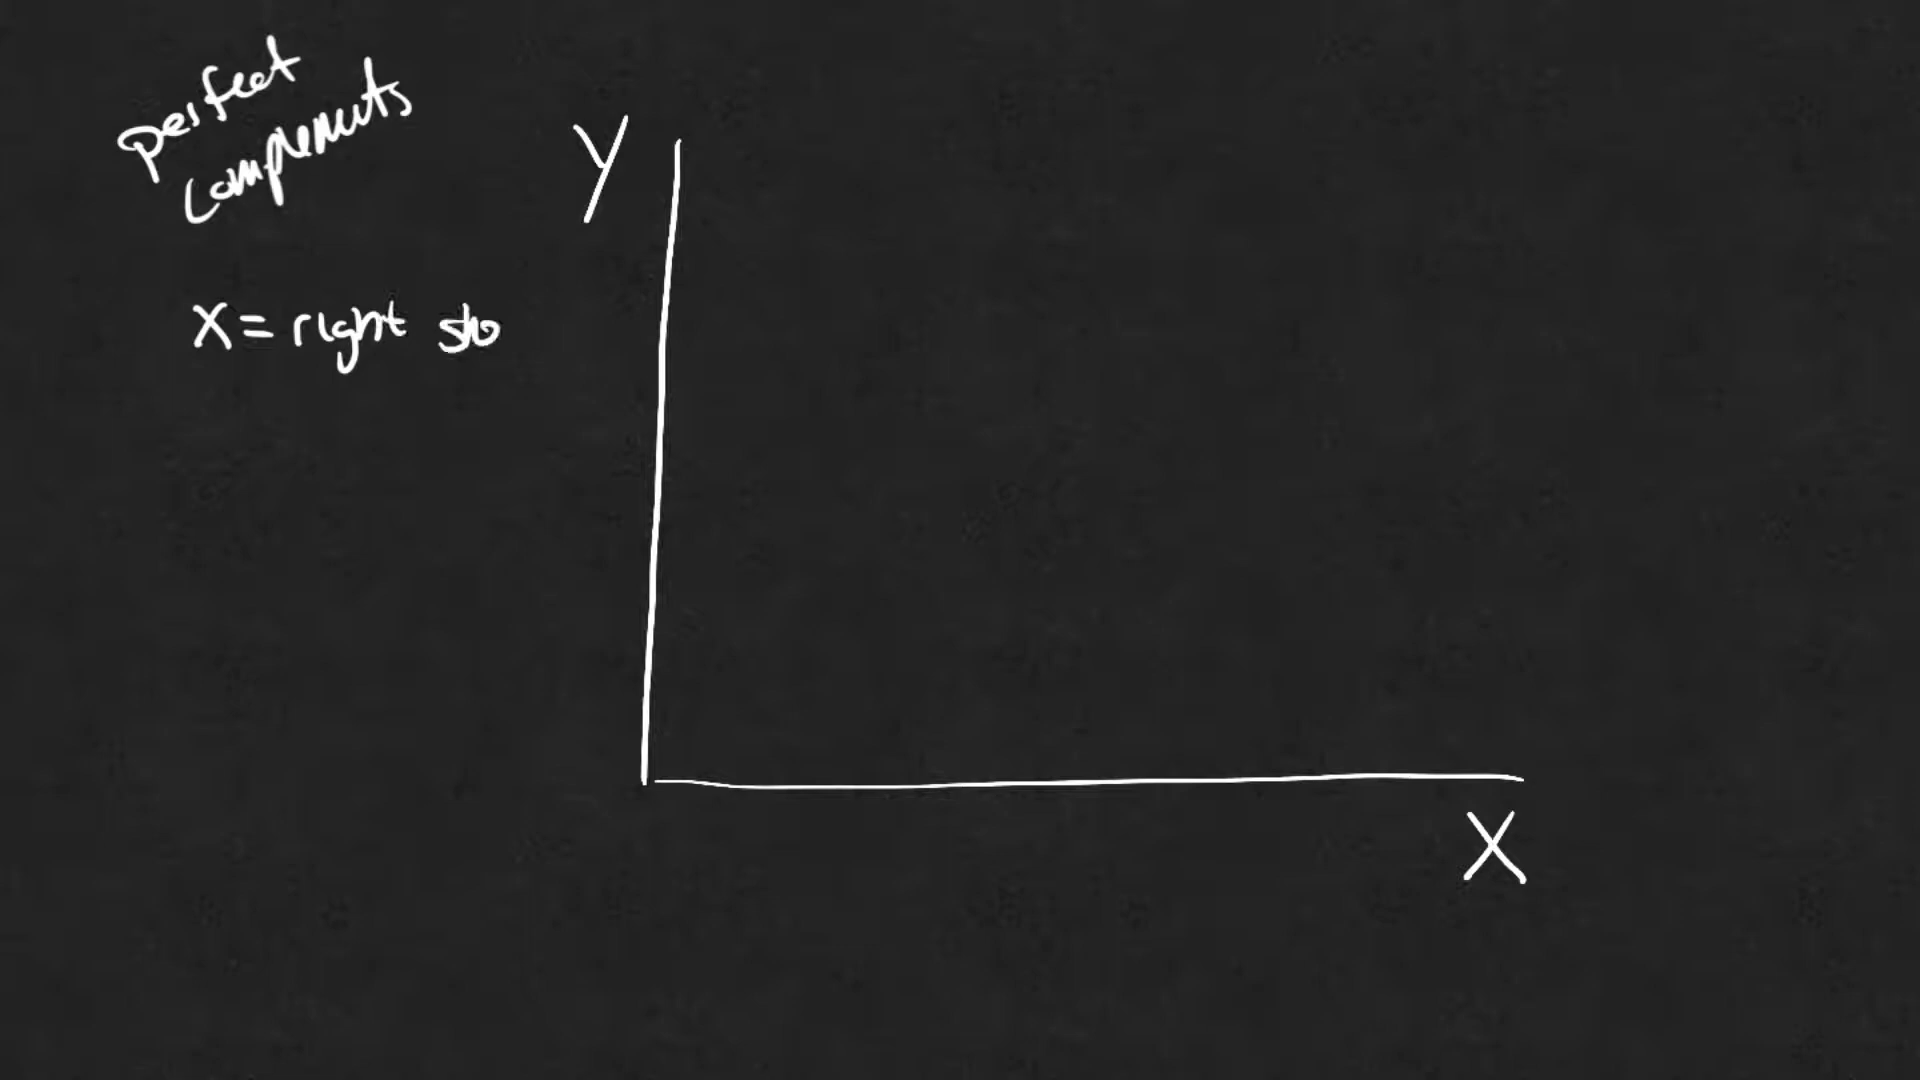 perfect
complements
X = right sho
Y
X